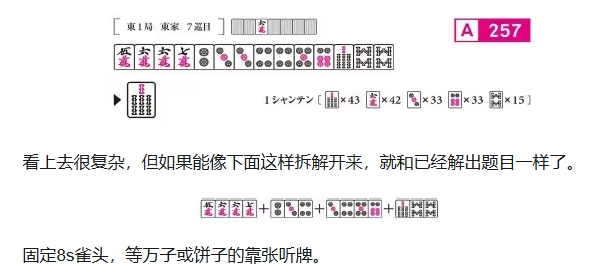 [ 東1局 東家 7巡目 ]
A 257
1シャンテン [ ×43 ×42 ×33 ×33 ×15 ]
看上去很复杂，但如果能像下面这样拆解开来，就和已经解出题目一样了。
+ + +
固定8s雀头，等万子或饼子的靠张听牌。